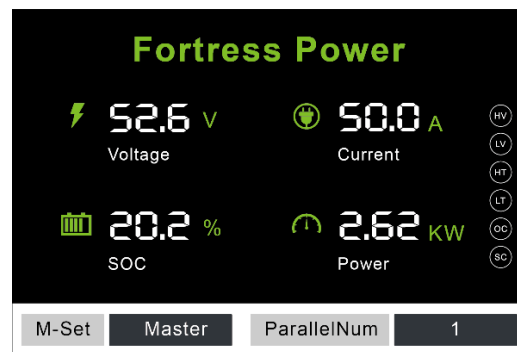 Fortress Power
52.6 V
Voltage
50.0 A
Current
20.2 %
SOC
2.62 KW
Power
HV
LV
HT
LT
OC
SC
M-Set Master ParallelNum 1